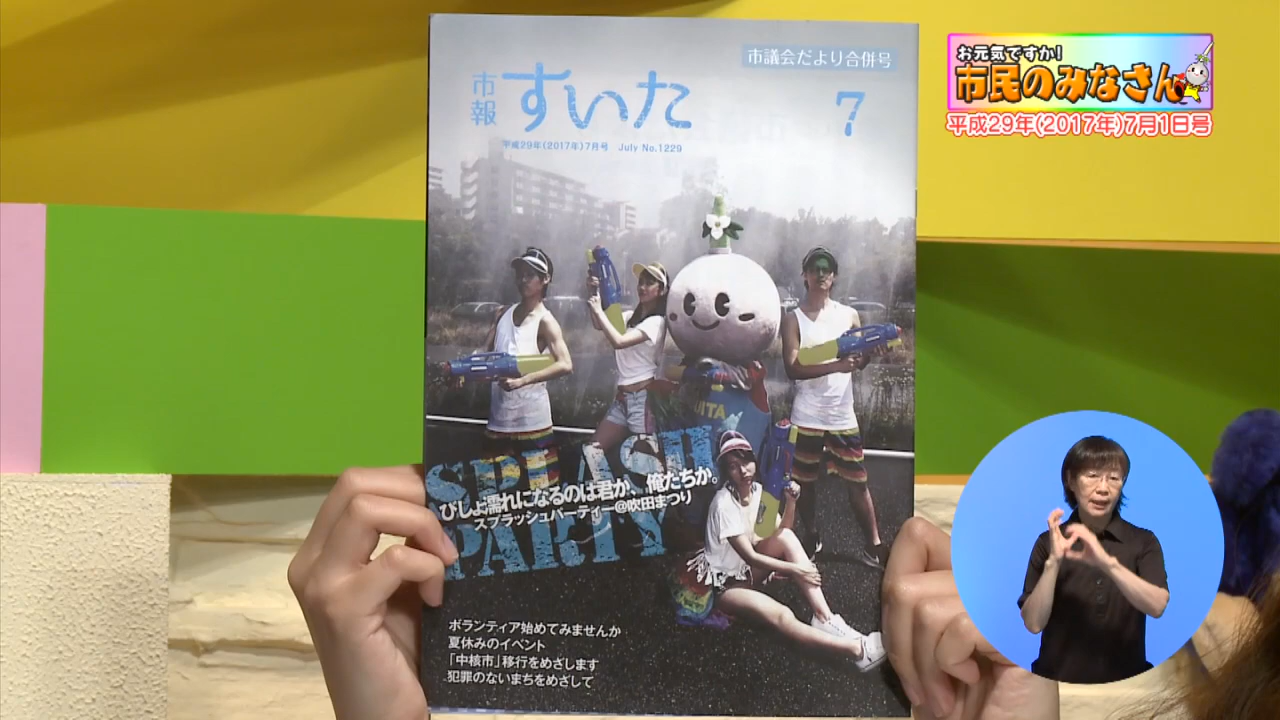 市議会だより合併号
市報 すいた
7
平成29年(2017年)7月号 July No.1229
お元気ですか!
市民のみなさん
平成29年(2017年)7月1日号
UITA
SPLASH
びしょ濡れになるのは君か、俺たちか。
スプラッシュパーティー@吹田まつり
PARTY
ボランティア始めてみませんか
夏休みのイベント
「中核市」移行をめざします
犯罪のないまちをめざして